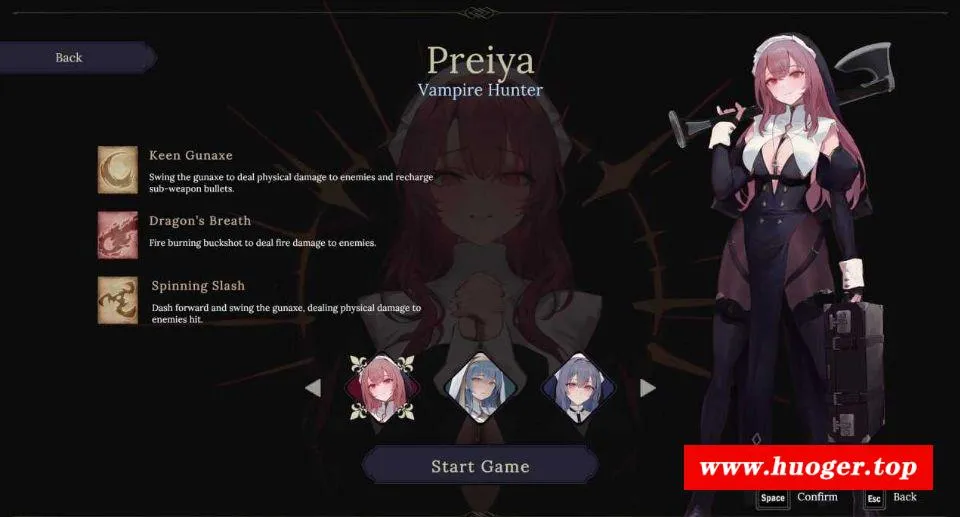 Back
Preiya
Vampire Hunter
Keen Gunaxe
Swing the gunaxe to deal physical damage to enemies and recharge
sub-weapon bullets.
Dragon's Breath
Fire burning buckshot to deal fire damage to enemies.
Spinning Slash
Dash forward and swing the gunaxe, dealing physical damage to
enemies hit.
Start Game
www.huoger.top
Space Confirm Esc Back